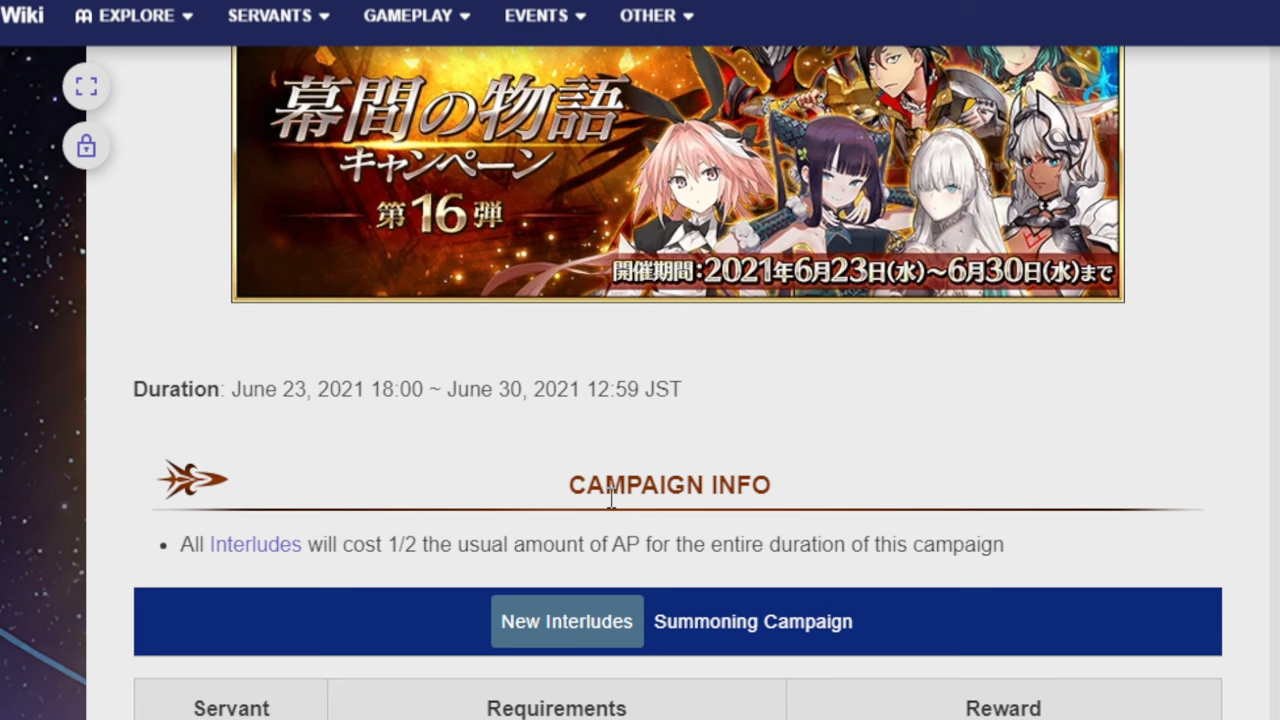 Wiki EXPLORE SERVANTS GAMEPLAY EVENTS OTHER
幕間の物語
キャンペーン
第16弾
開催期間:2021年6月23日(水)~6月30日(水)まで
Duration: June 23, 2021 18:00 ~ June 30, 2021 12:59 JST
CAMPAIGN INFO
• All Interludes will cost 1/2 the usual amount of AP for the entire duration of this campaign
New Interludes Summoning Campaign
Servant Requirements Reward